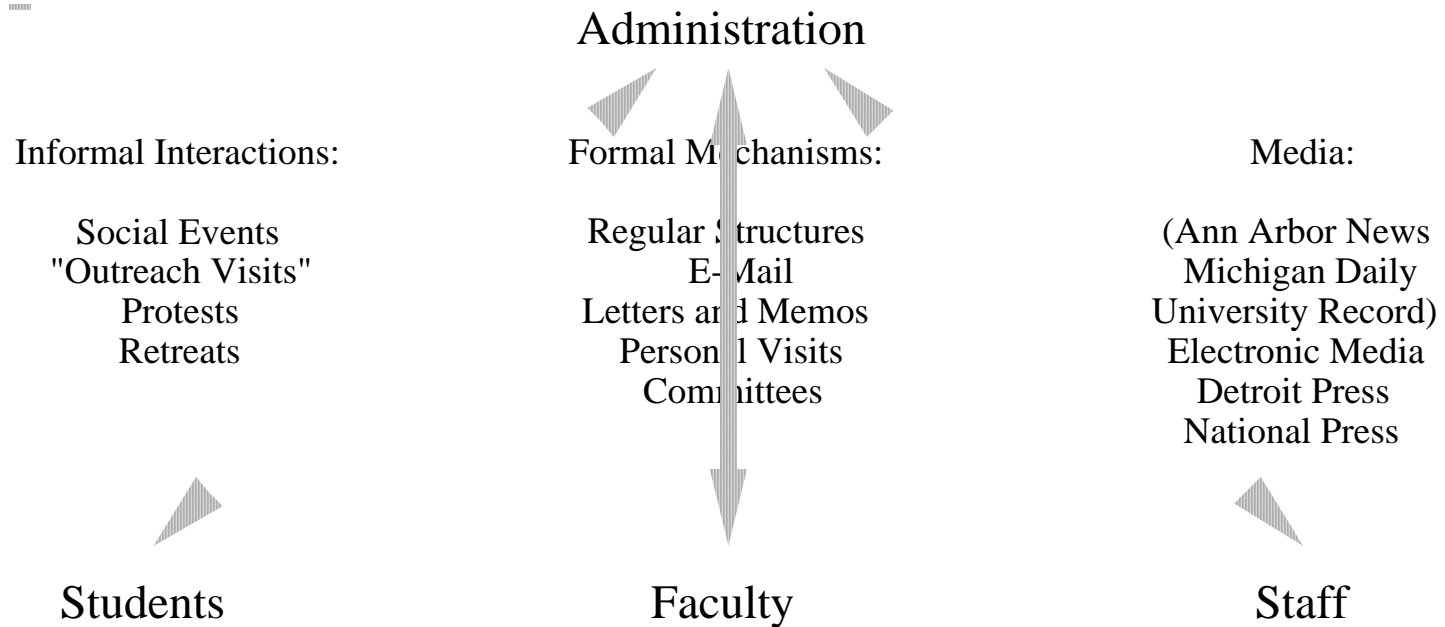 Administration
Informal Interactions:
Social Events
"Outreach Visits"
Protests
Retreats
Formal Mechanisms:
Regular Structures
E-Mail
Letters and Memos
Personal Visits
Committees
Media:
(Ann Arbor News
Michigan Daily
University Record)
Electronic Media
Detroit Press
National Press
Students
Faculty
Staff